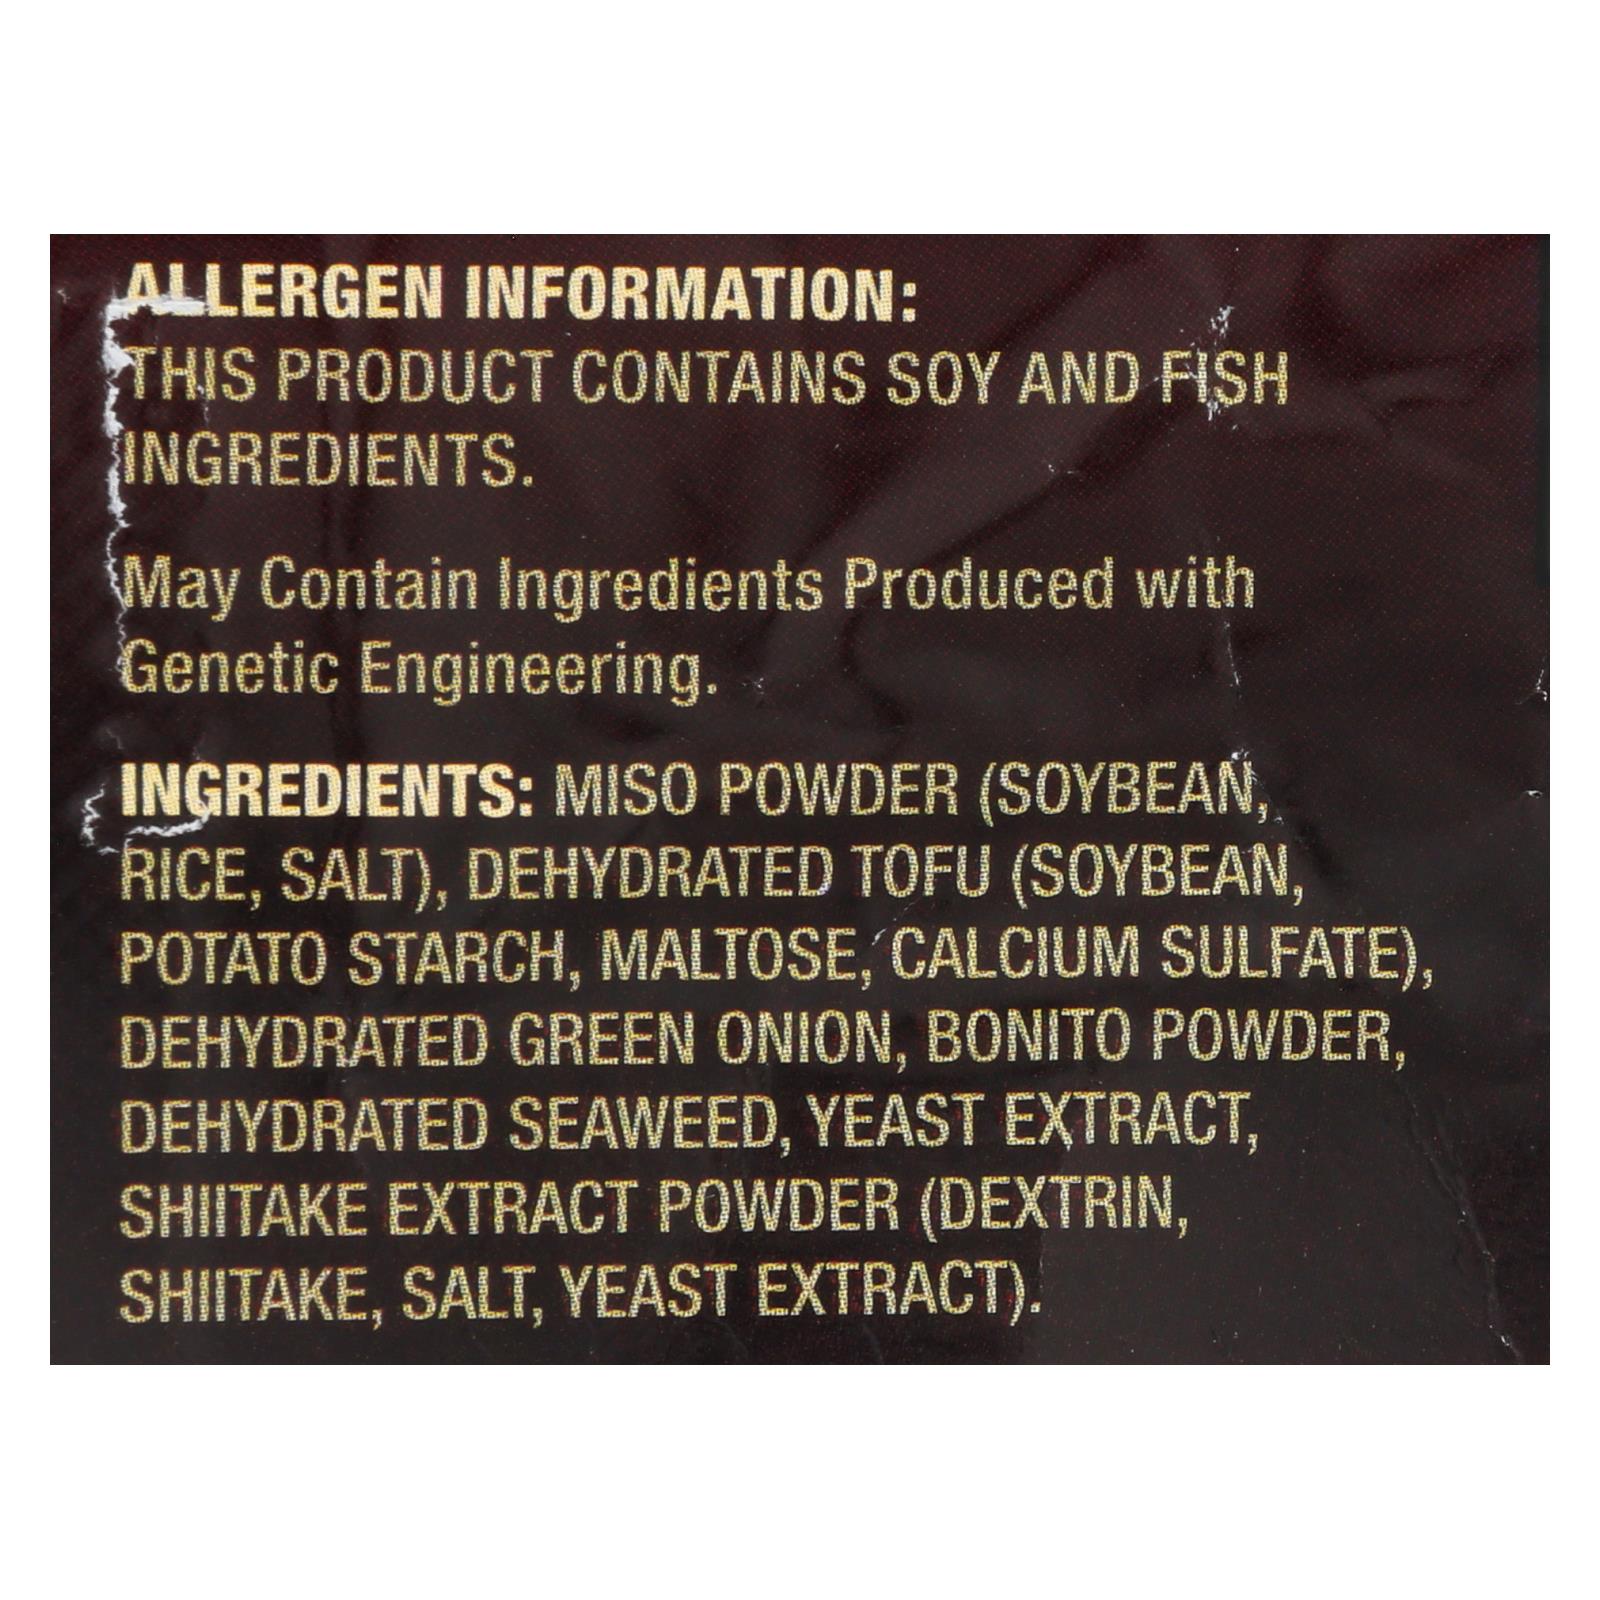 ALLERGEN INFORMATION:
THIS PRODUCT CONTAINS SOY AND FISH
INGREDIENTS.
May Contain Ingredients Produced with
Genetic Engineering.
INGREDIENTS: MISO POWDER (SOYBEAN,
RICE, SALT), DEHYDRATED TOFU (SOYBEAN,
POTATO STARCH, MALTOSE, CALCIUM SULFATE),
DEHYDRATED GREEN ONION, BONITO POWDER,
DEHYDRATED SEAWEED, YEAST EXTRACT,
SHIITAKE EXTRACT POWDER (DEXTRIN,
SHIITAKE, SALT, YEAST EXTRACT).